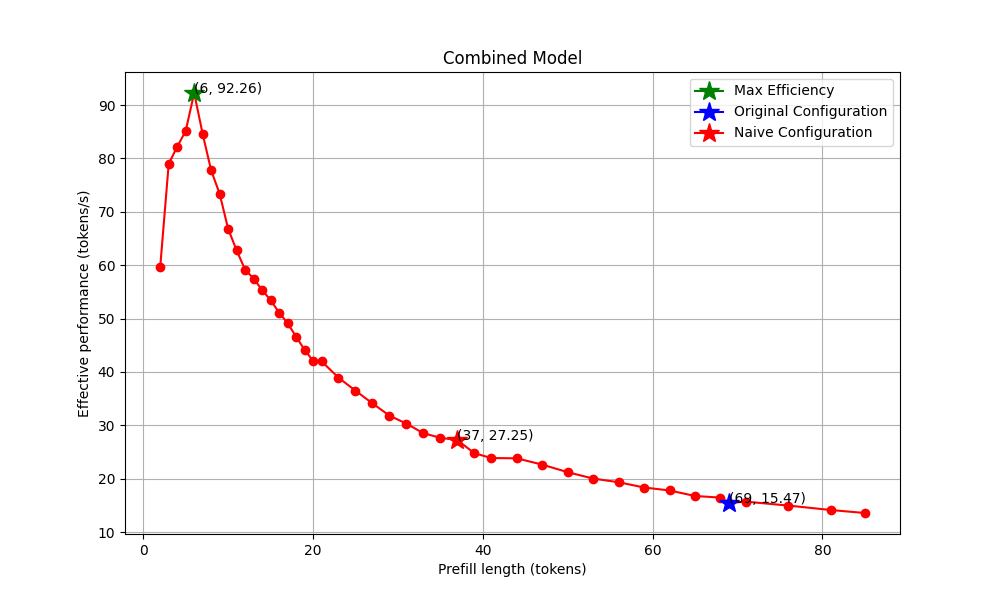 Combined Model
(6, 92.26)
Max Efficiency
Original Configuration
Naive Configuration
90
80
70
60
50
40
30
20
10
Effective performance (tokens/s)
(37, 27.25)
(69, 15.47)
0
20
40
60
80
Prefill length (tokens)